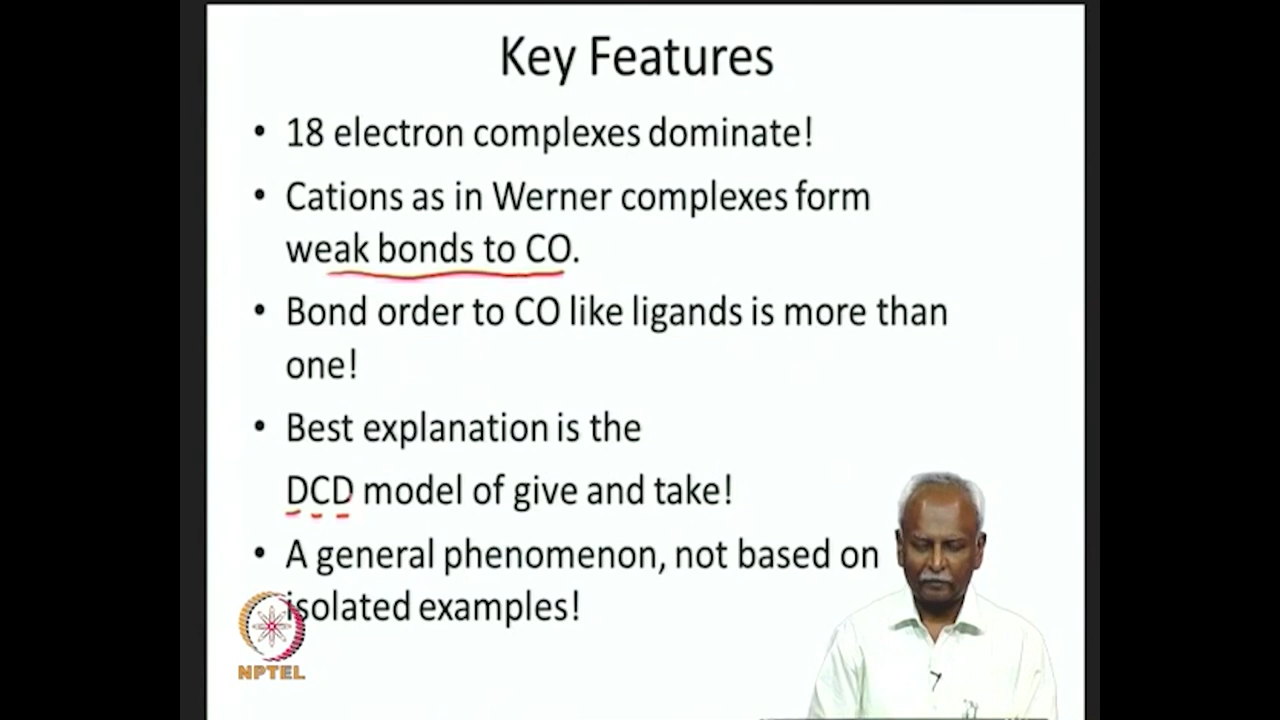 Key Features
• 18 electron complexes dominate!
• Cations as in Werner complexes form
weak bonds to CO.
• Bond order to CO like ligands is more than
one!
• Best explanation is the
DCD model of give and take!
• A general phenomenon, not based on
isolated examples!
NPTEL